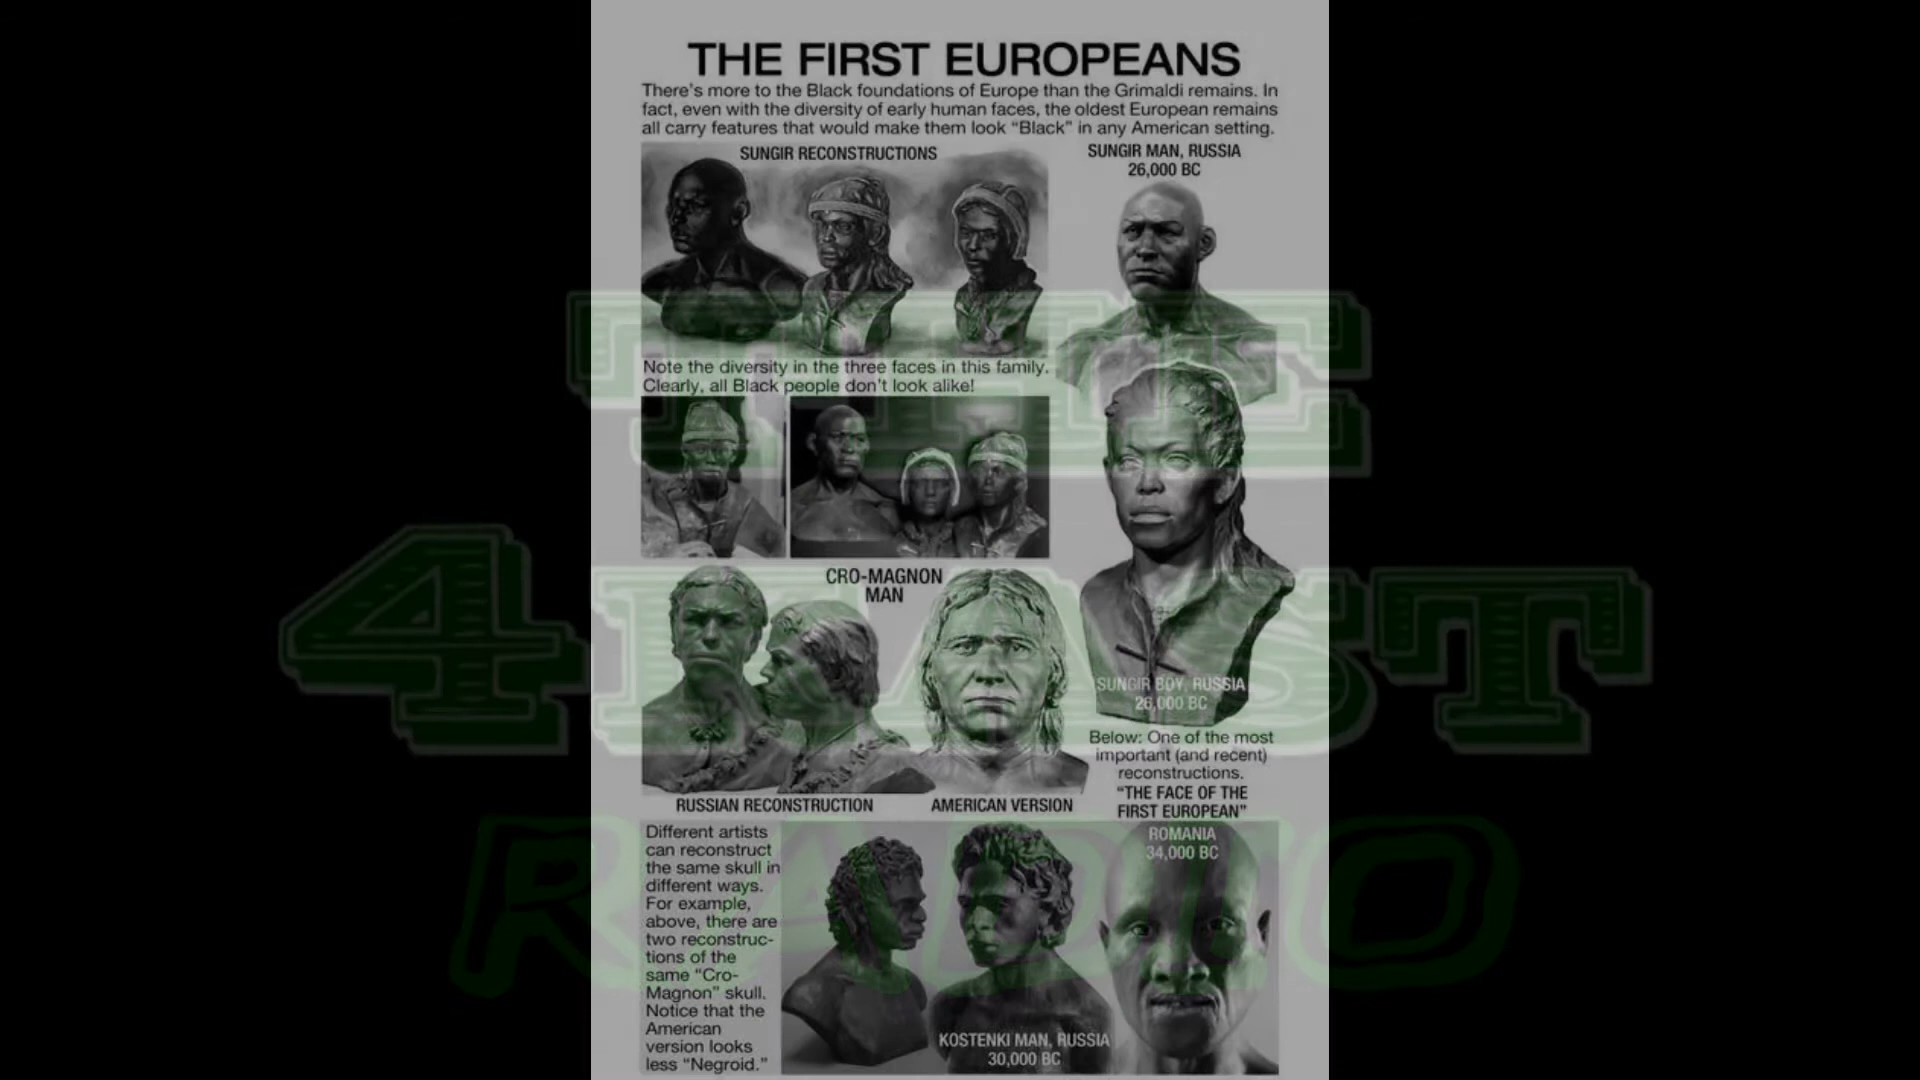 THE FIRST EUROPEANS
There's more to the Black foundations of Europe than the Grimaldi remains. In
fact, even with the diversity of early human faces, the oldest European remains
all carry features that would make them look “Black” in any American setting.
SUNGIR RECONSTRUCTIONS
SUNGIR MAN, RUSSIA
26,000 BC
Note the diversity in the three faces in this family.
Clearly, all Black people don't look alike!
CRO-MAGNON
MAN
SUNGIR BOY, RUSSIA
26,000 BC
RUSSIAN RECONSTRUCTION
AMERICAN VERSION
Below: One of the most
important (and recent)
reconstructions.
“THE FACE OF THE
FIRST EUROPEAN”
ROMANIA
34,000 BC
Different artists
can reconstruct
the same skull in
different ways.
For example,
above, there are
two reconstruc-
tions of the
same “Cro-
Magnon” skull.
Notice that the
American
version looks
less “Negroid.”
KOSTENKI MAN, RUSSIA
30,000 BC
THE
4KAST
RADIO